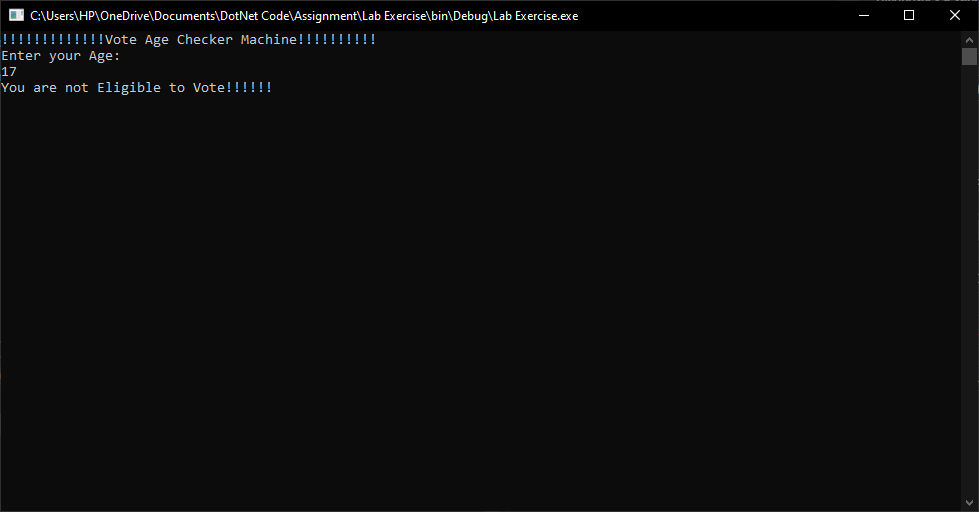 C:\Users\HP\OneDrive\Documents\DotNet Code\Assignment\Lab Exercise\bin\Debug\Lab Exercise.exe
!!!!!!!!!!!!!Vote Age Checker Machine!!!!!!!!!!
Enter your Age:
17
You are not Eligible to Vote!!!!!!